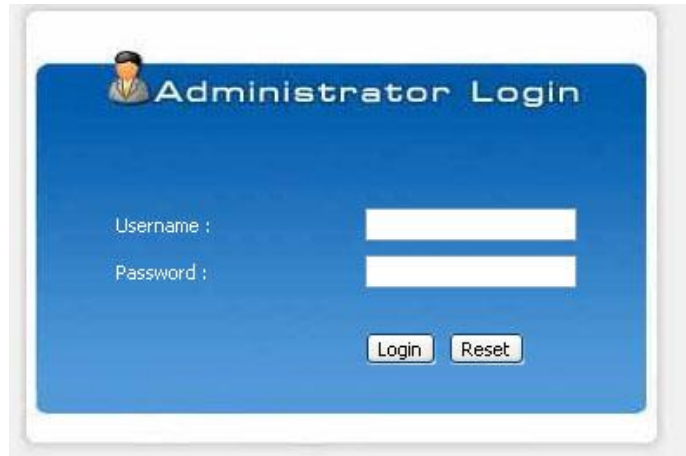 Administrator Login
Username :
Password :
Login Reset